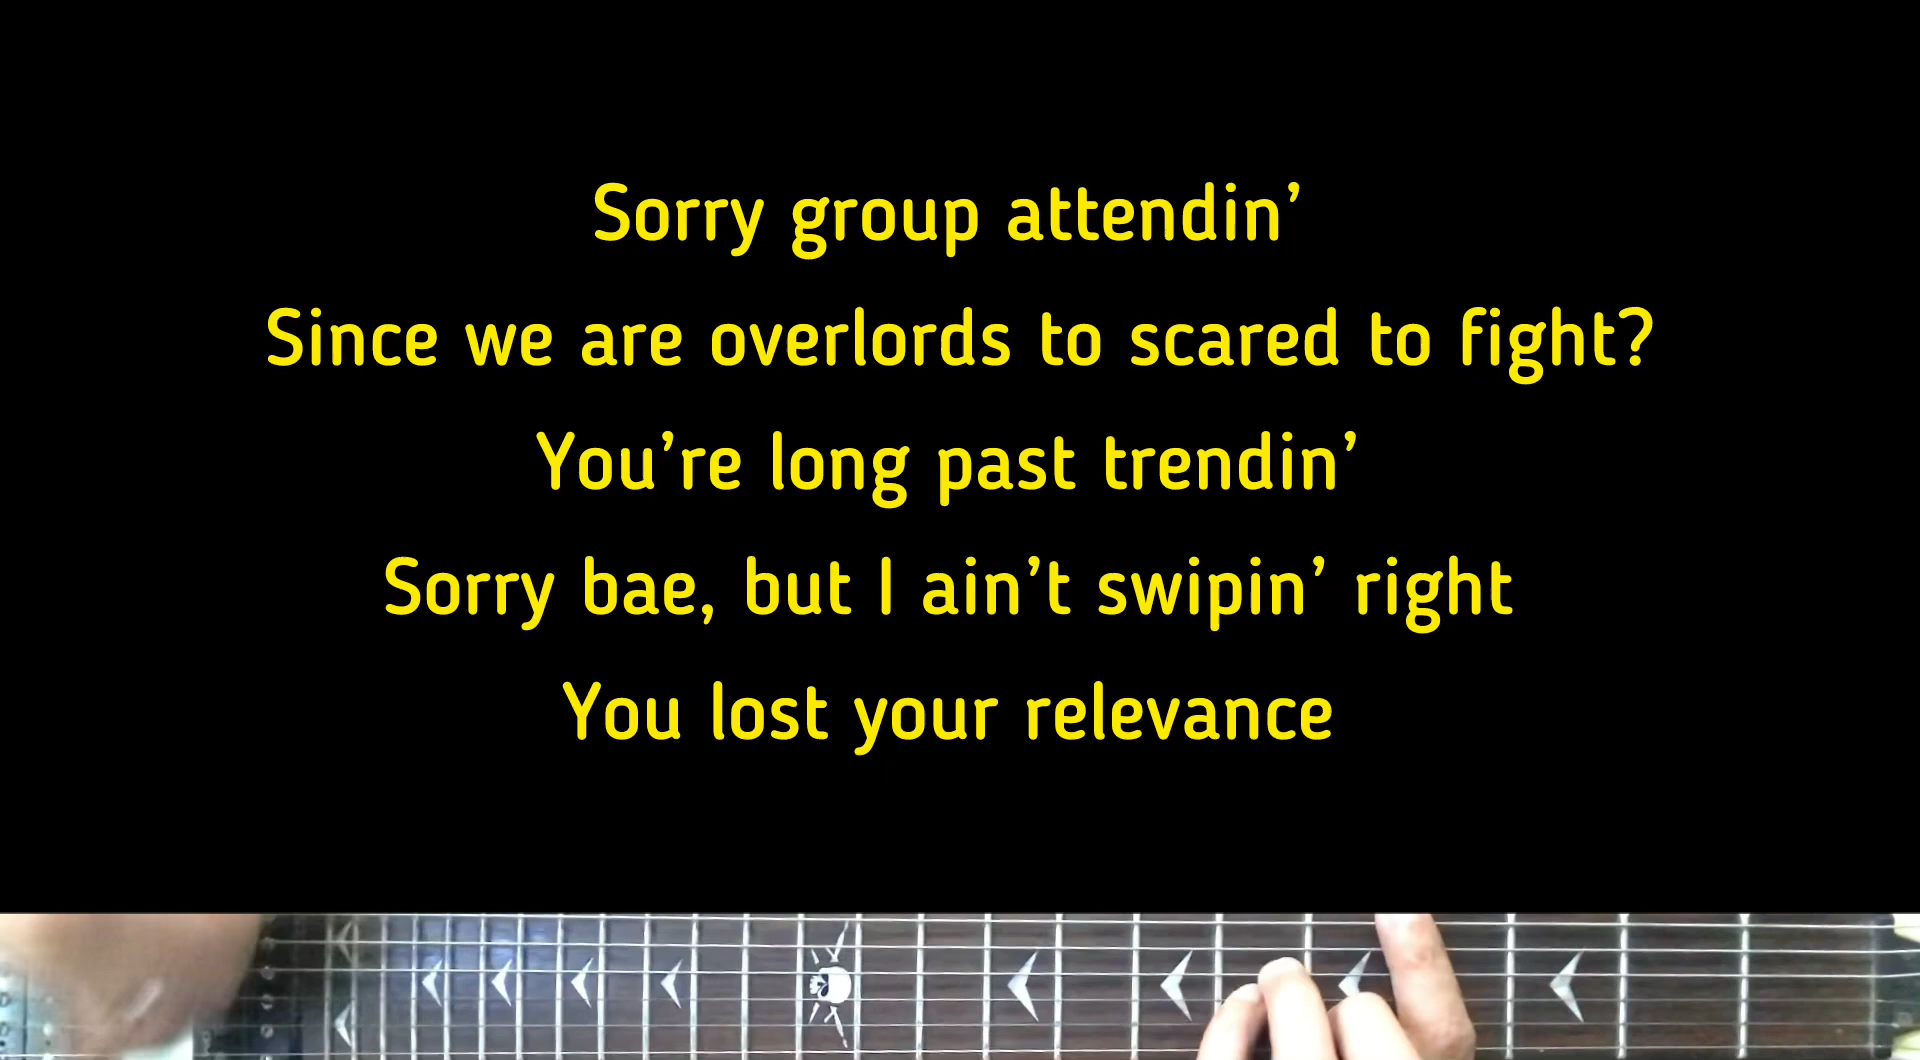 Sorry group attendin’
Since we are overlords to scared to fight?
You’re long past trendin’
Sorry bae, but I ain’t swipin’ right
You lost your relevance